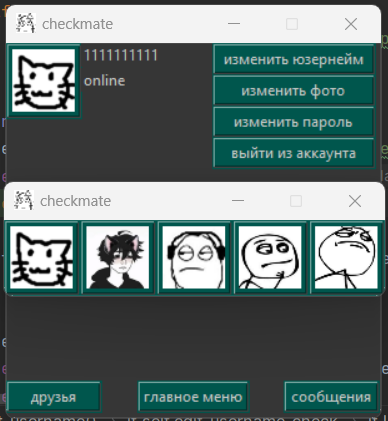 checkmate
1111111111
online
изменить юзернейм
изменить фото
изменить пароль
выйти из аккаунта
checkmate
друзья
главное меню
сообщения